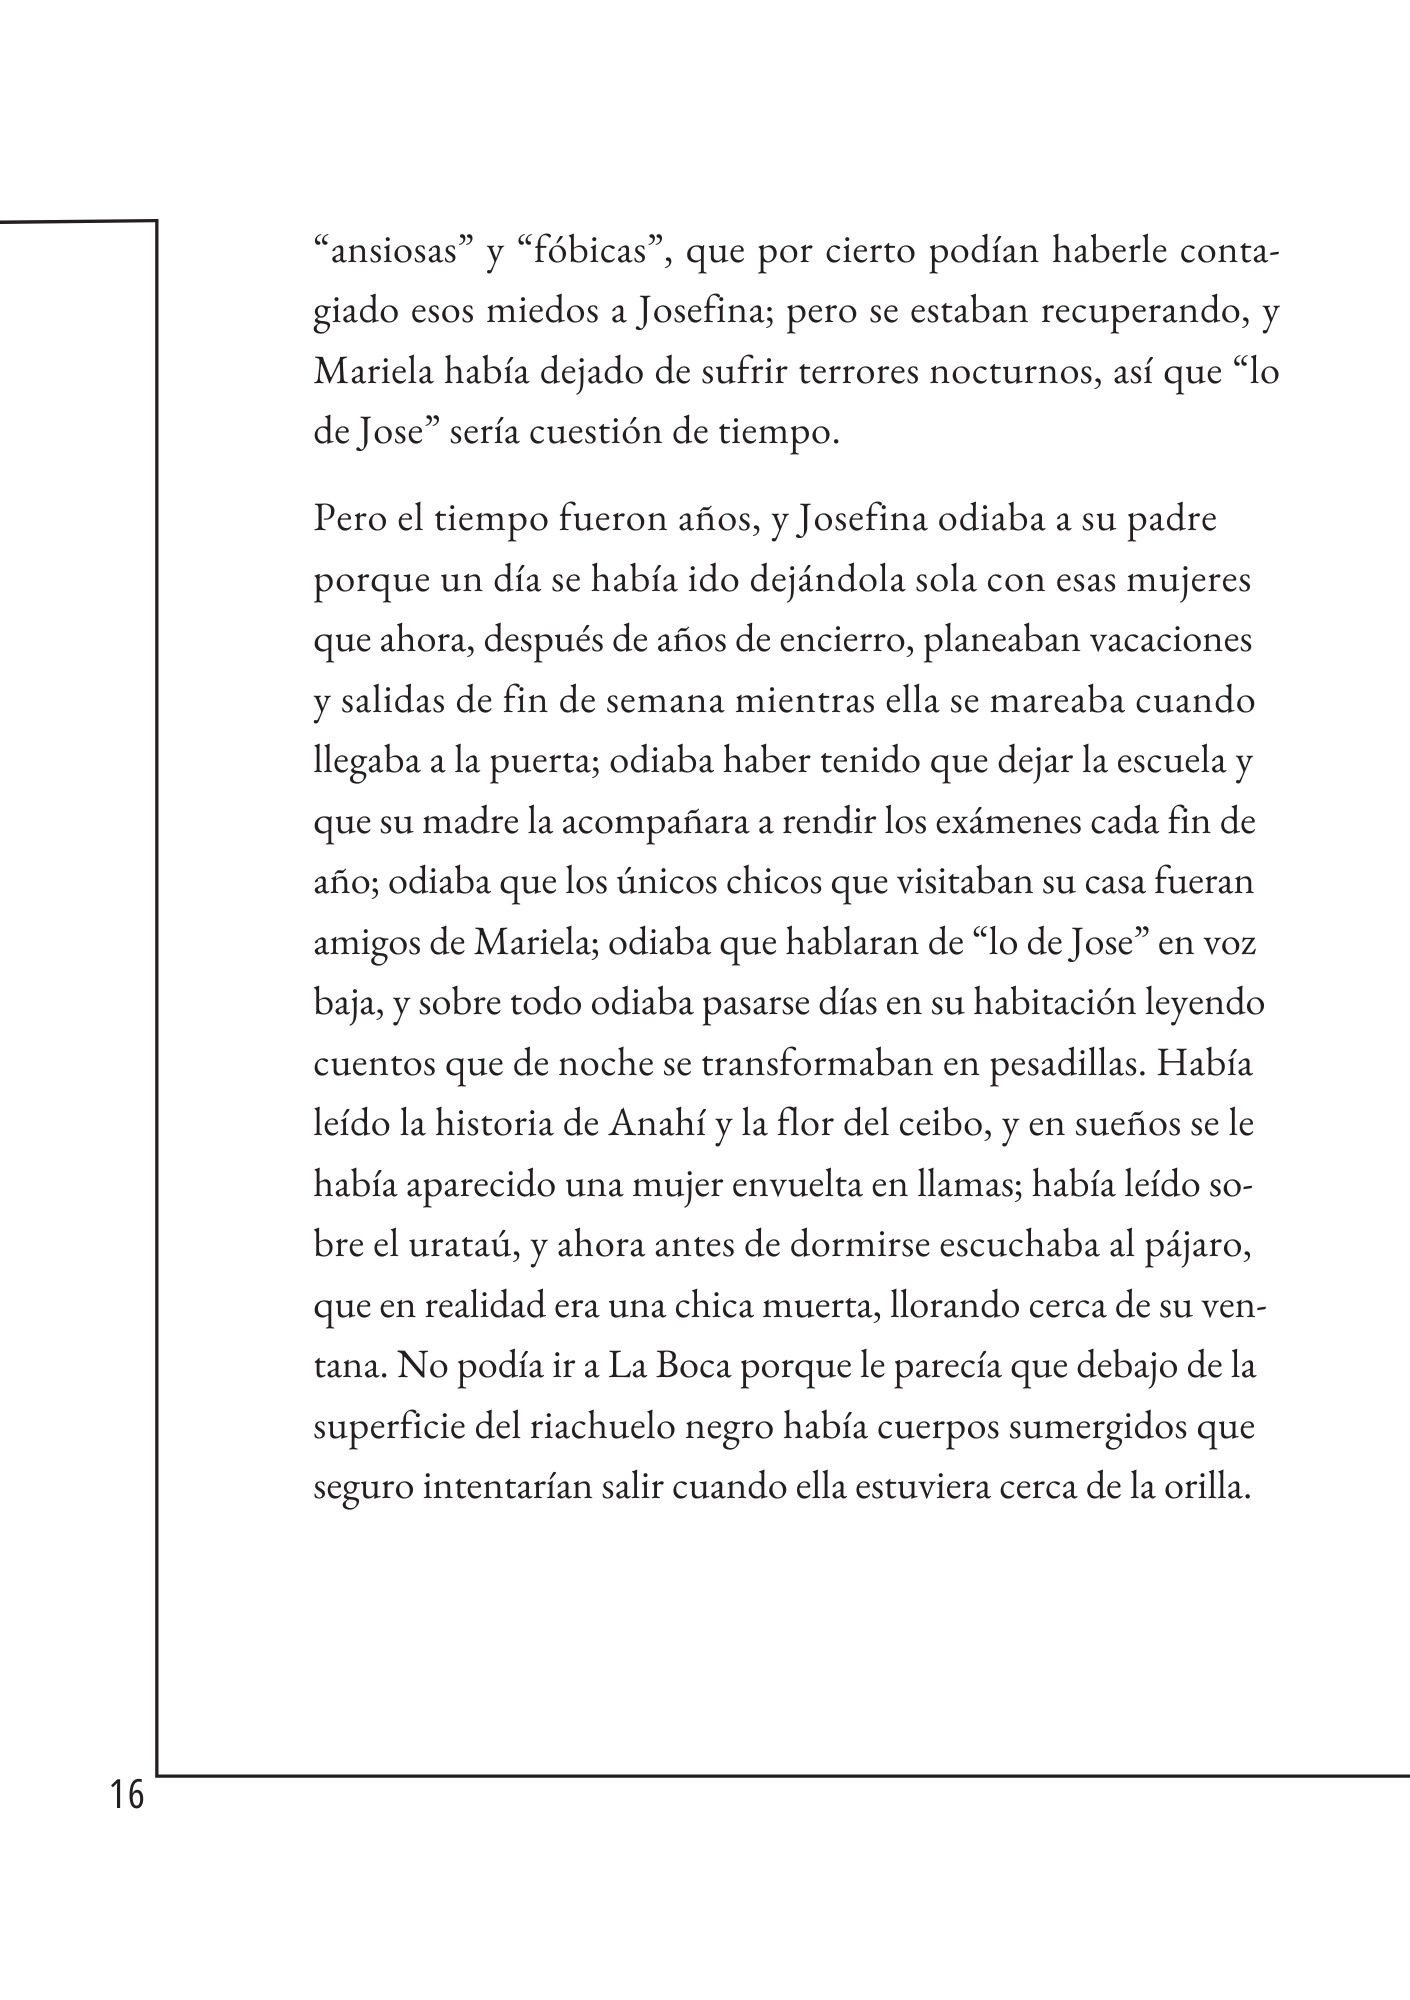 “ansiosas” y “fóbicas”, que por cierto podían haberle conta-
giado esos miedos a Josefina; pero se estaban recuperando, y
Mariela había dejado de sufrir terrores nocturnos, así que “lo
de Jose” sería cuestión de tiempo.
Pero el tiempo fueron años, y Josefina odiaba a su padre
porque un día se había ido dejándola sola con esas mujeres
que ahora, después de años de encierro, planeaban vacaciones
y salidas de fin de semana mientras ella se mareaba cuando
llegaba a la puerta; odiaba haber tenido que dejar la escuela y
que su madre la acompañara a rendir los exámenes cada fin de
año; odiaba que los únicos chicos que visitaban su casa fueran
amigos de Mariela; odiaba que hablaran de “lo de Jose” en voz
baja, y sobre todo odiaba pasarse días en su habitación leyendo
cuentos que de noche se transformaban en pesadillas. Había
leído la historia de Anahí y la flor del ceibo, y en sueños se le
había aparecido una mujer envuelta en llamas; había leído so-
bre el urataú, y ahora antes de dormirse escuchaba al pájaro,
que en realidad era una chica muerta, llorando cerca de su ven-
tana. No podía ir a La Boca porque le parecía que debajo de la
superficie del riachuelo negro había cuerpos sumergidos que
seguro intentarían salir cuando ella estuviera cerca de la orilla.
16